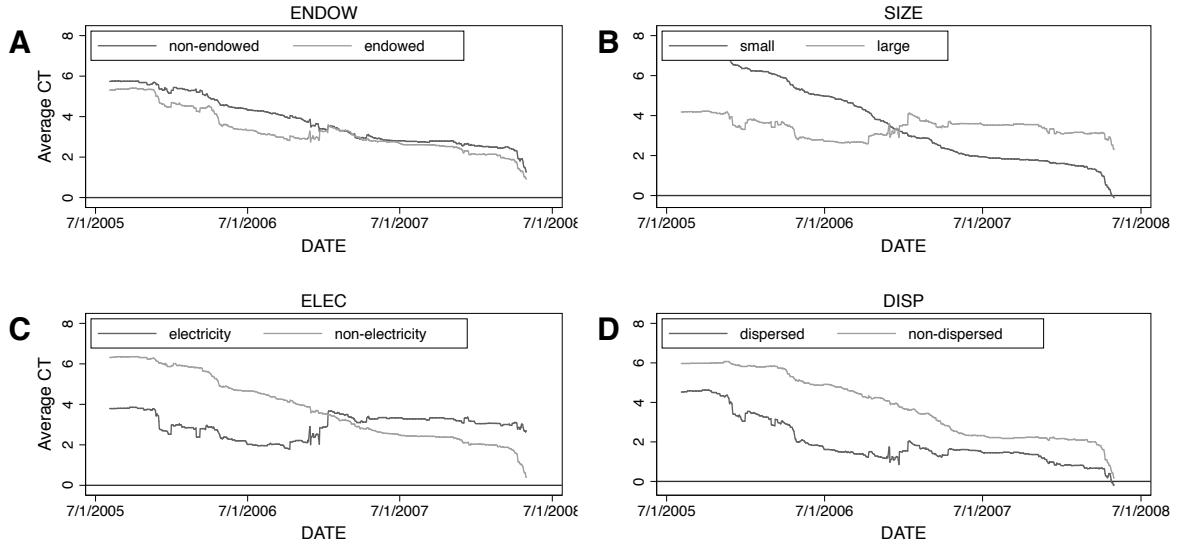 ENDOW
A
non-endowed endowed
Average CT
8
6
4
2
0
7/1/2005 7/1/2006 7/1/2007 7/1/2008
DATE
SIZE
B
small large
8
6
4
2
0
7/1/2005 7/1/2006 7/1/2007 7/1/2008
DATE
ELEC
C
electricity non-electricity
Average CT
8
6
4
2
0
7/1/2005 7/1/2006 7/1/2007 7/1/2008
DATE
DISP
D
dispersed non-dispersed
8
6
4
2
0
7/1/2005 7/1/2006 7/1/2007 7/1/2008
DATE